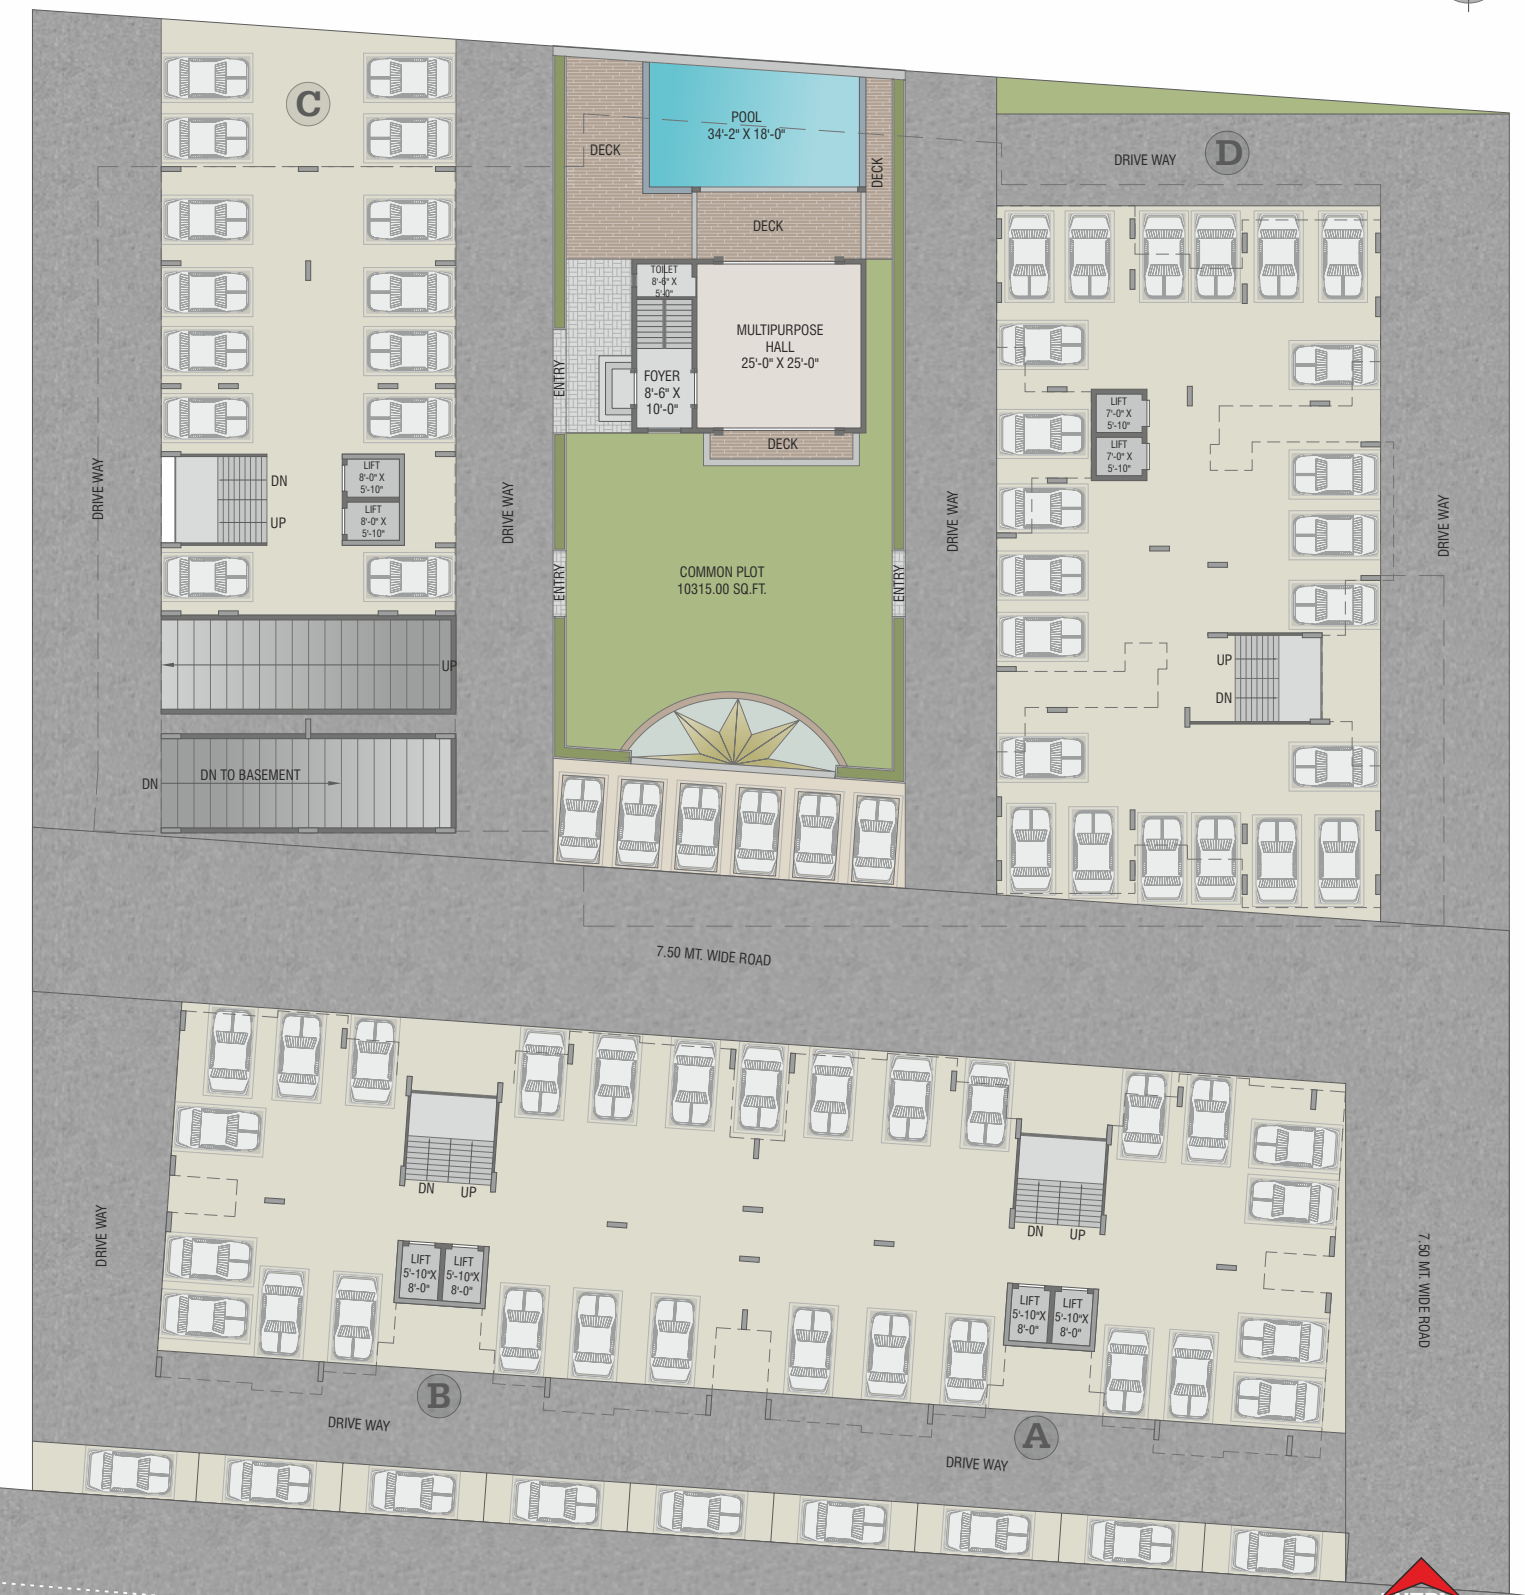 C
POOL
34'-2" X 18'-0"
DECK
DECK
DECK
DRIVE WAY
D
TOILET
8'-6" X
5'-0"
MULTIPURPOSE
HALL
25'-0" X 25'-0"
FOYER
8'-6" X
10'-0"
ENTRY
DECK
LIFT
7'-0" X
5'-10"
LIFT
7'-0" X
5'-10"
DRIVE WAY
DN
UP
LIFT
8'-0" X
5'-10"
LIFT
8'-0" X
5'-10"
DRIVE WAY
DRIVE WAY
DRIVE WAY
ENTRY
COMMON PLOT
10315.00 SQ.FT.
ENTRY
UP
UP
DN
DN
DN TO BASEMENT
7.50 MT. WIDE ROAD
DN
UP
DN
UP
DRIVE WAY
LIFT
5'-10"X
8'-0"
LIFT
5'-10"X
8'-0"
LIFT
5'-10"X
8'-0"
LIFT
5'-10"X
8'-0"
7.50 MT. WIDE ROAD
B
A
DRIVE WAY
DRIVE WAY